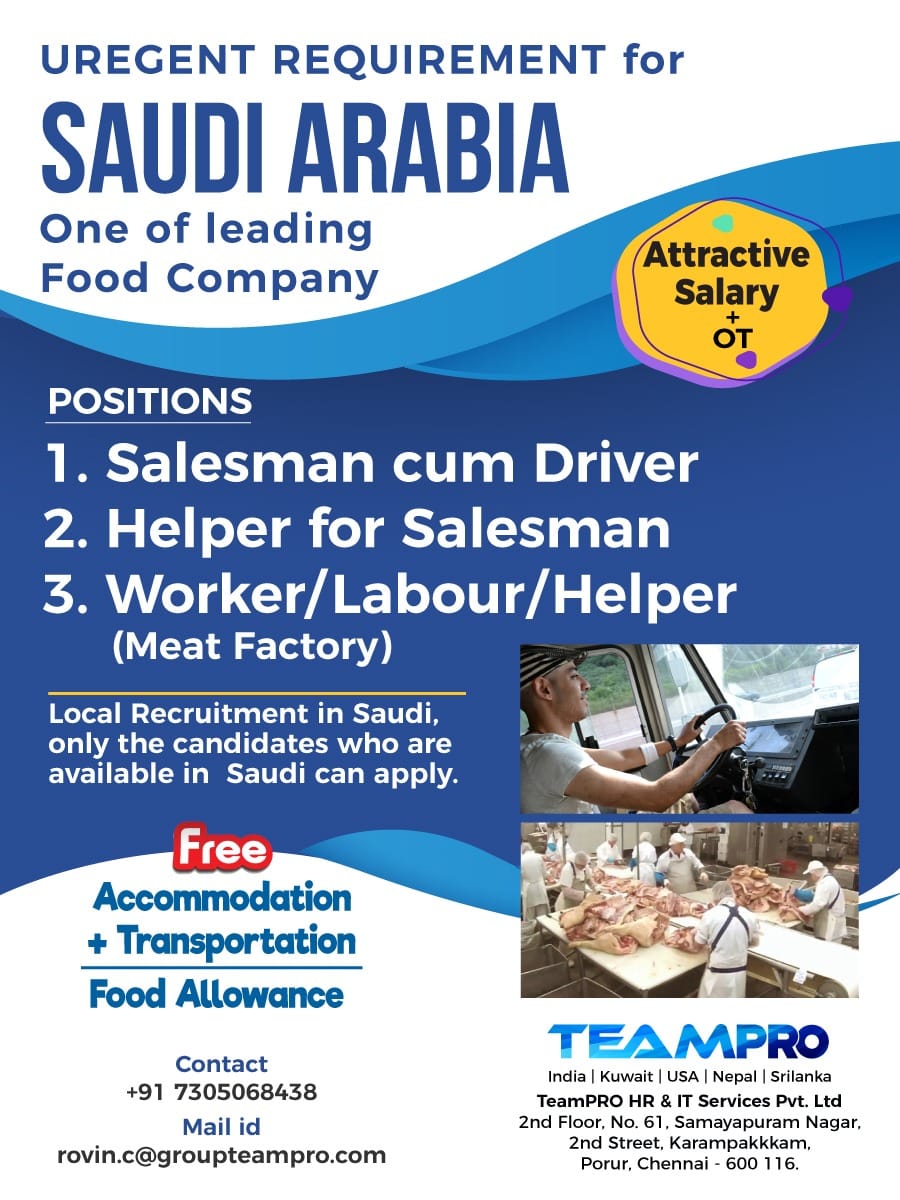 UREGENT REQUIREMENT for
SAUDI ARABIA
One of leading
Food Company
Attractive
Salary
+
OT
POSITIONS
1. Salesman cum Driver
2. Helper for Salesman
3. Worker/Labour/Helper
(Meat Factory)
Local Recruitment in Saudi,
only the candidates who are
available in Saudi can apply.
Free
Accommodation
+ Transportation
Food Allowance
Contact
+91 7305068438
Mail id
rovin.c@groupteampro.com
TEAMPRO
India | Kuwait | USA | Nepal | Srilanka
TeamPRO HR & IT Services Pvt. Ltd
2nd Floor, No. 61, Samayapuram Nagar,
2nd Street, Karampakkkam,
Porur, Chennai - 600 116.